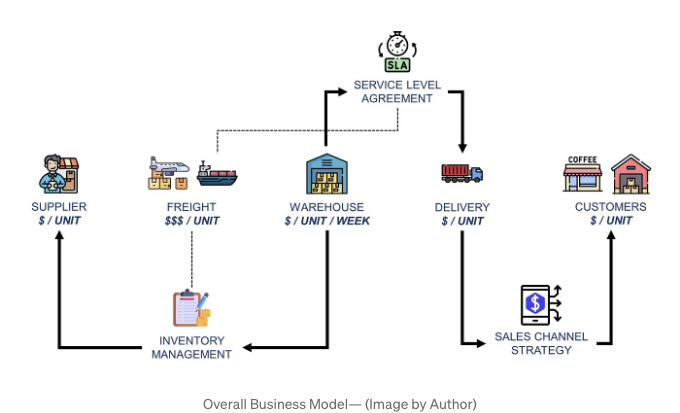 SLA
SERVICE LEVEL
AGREEMENT
COFFEE
SUPPLIER
$ / UNIT
FREIGHT
$$$ / UNIT
WAREHOUSE
$ / UNIT / WEEK
DELIVERY
$ / UNIT
CUSTOMERS
$ / UNIT
$
INVENTORY
MANAGEMENT
SALES CHANNEL
STRATEGY
Overall Business Model— (Image by Author)